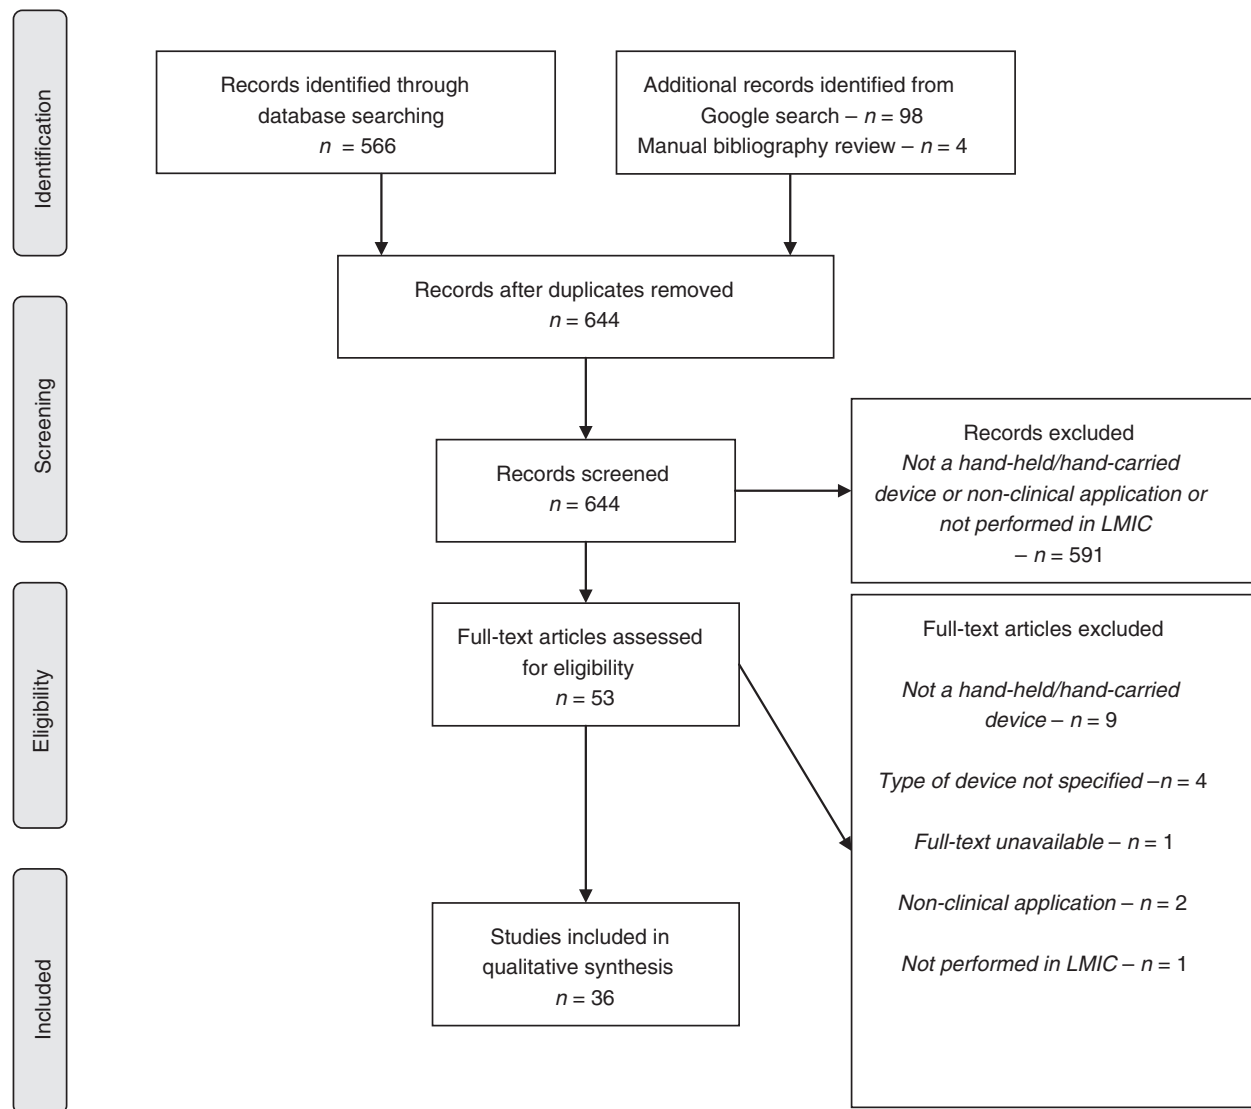 Identification
Records identified through
database searching
n = 566
Additional records identified from
Google search – n = 98
Manual bibliography review – n = 4
Records after duplicates removed
n = 644
Screening
Records screened
n = 644
Records excluded
Not a hand-held/hand-carried
device or non-clinical application or
not performed in LMIC
– n = 591
Eligibility
Full-text articles assessed
for eligibility
n = 53
Full-text articles excluded
Not a hand-held/hand-carried
device – n = 9
Type of device not specified –n = 4
Full-text unavailable – n = 1
Non-clinical application – n = 2
Not performed in LMIC – n = 1
Included
Studies included in
qualitative synthesis
n = 36